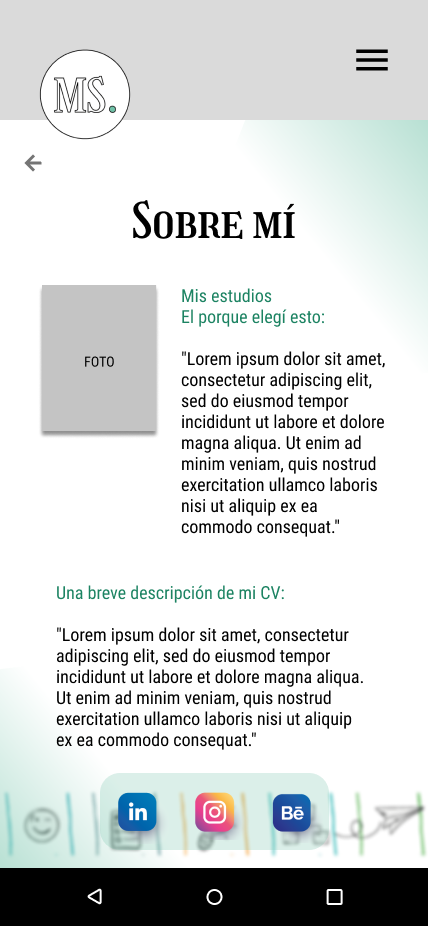 MS.
Sobre mí
FOTO
Mis estudios
El porque elegí esto:
"Lorem ipsum dolor sit amet,
consectetur adipiscing elit,
sed do eiusmod tempor
incididunt ut labore et dolore
magna aliqua. Ut enim ad
minim veniam, quis nostrud
exercitation ullamco laboris
nisi ut aliquip ex ea
commodo consequat."
Una breve descripción de mi CV:
"Lorem ipsum dolor sit amet, consectetur
adipiscing elit, sed do eiusmod tempor
incididunt ut labore et dolore magna aliqua.
Ut enim ad minim veniam, quis nostrud
exercitation ullamco laboris nisi ut aliquip
ex ea commodo consequat."
in
Bē